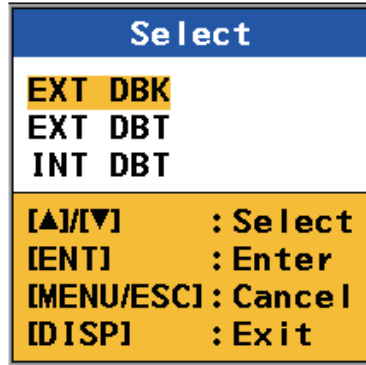 Select
EXT DBK
EXT DBT
INT DBT
[▲]/[▼] :Select
[ENT] :Enter
[MENU/ESC]:Cancel
[DISP] :Exit